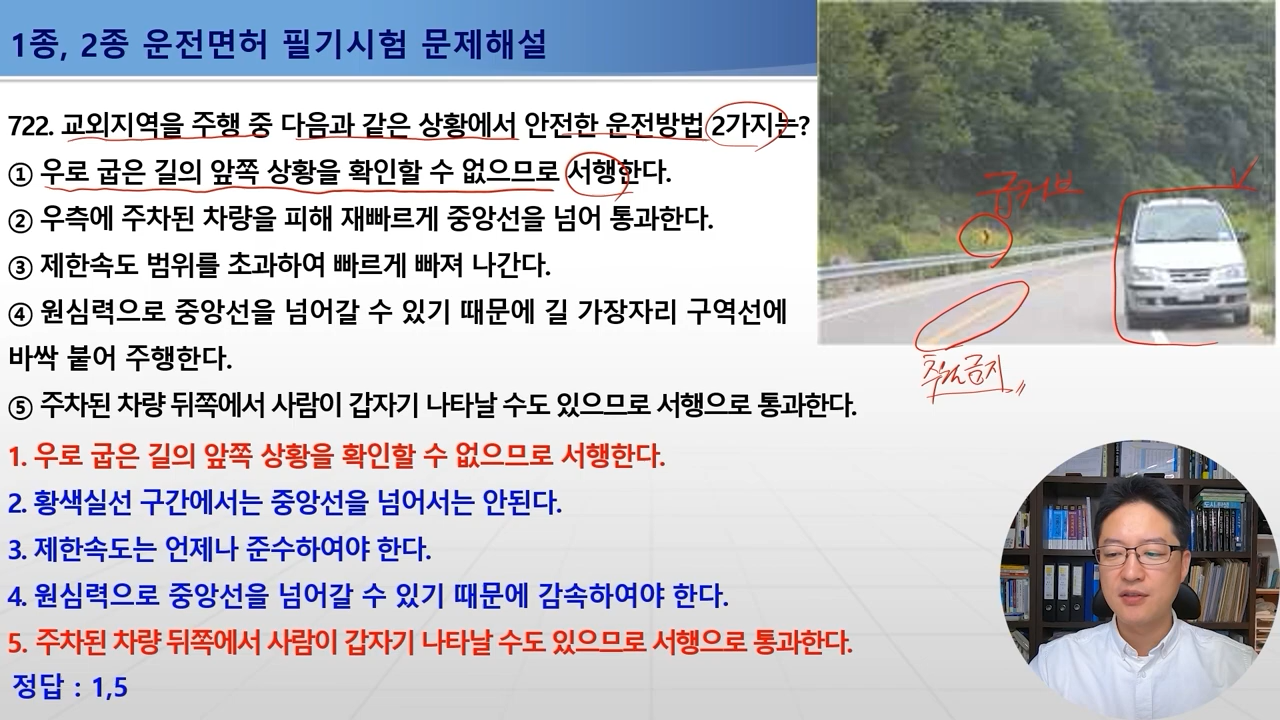 1종, 2종 운전면허 필기시험 문제해설
722. 교외지역을 주행 중 다음과 같은 상황에서 안전한 운전방법 2가지는?
① 우로 굽은 길의 앞쪽 상황을 확인할 수 없으므로 서행한다.
② 우측에 주차된 차량을 피해 재빠르게 중앙선을 넘어 통과한다.
③ 제한속도 범위를 초과하여 빠르게 빠져 나간다.
④ 원심력으로 중앙선을 넘어갈 수 있기 때문에 길 가장자리 구역선에
바싹 붙어 주행한다.
⑤ 주차된 차량 뒤쪽에서 사람이 갑자기 나타날 수도 있으므로 서행으로 통과한다.
1. 우로 굽은 길의 앞쪽 상황을 확인할 수 없으므로 서행한다.
2. 황색실선 구간에서는 중앙선을 넘어서는 안된다.
3. 제한속도는 언제나 준수하여야 한다.
4. 원심력으로 중앙선을 넘어갈 수 있기 때문에 감속하여야 한다.
5. 주차된 차량 뒤쪽에서 사람이 갑자기 나타날 수도 있으므로 서행으로 통과한다.
정답 : 1,5
급커브
추월금지